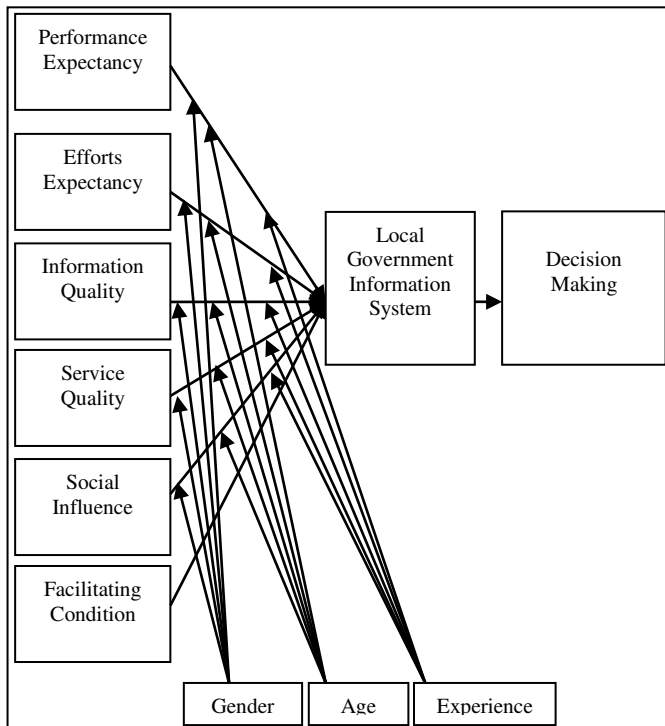 Performance
Expectancy
Efforts
Expectancy
Information
Quality
Service
Quality
Social
Influence
Facilitating
Condition
Local
Government
Information
System
Decision
Making
Gender
Age
Experience